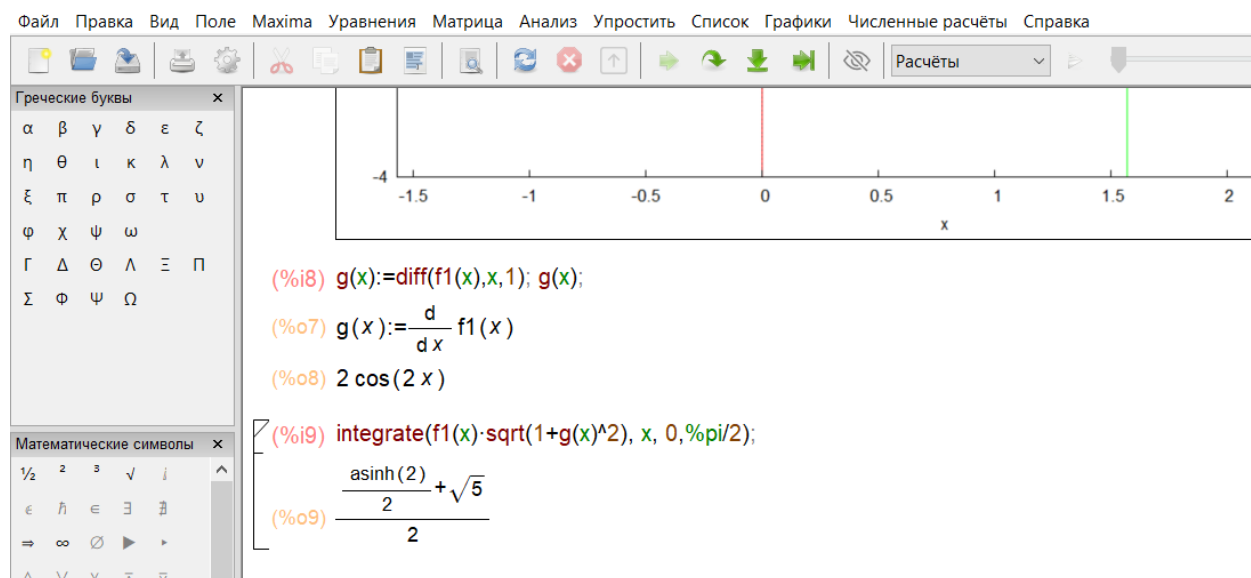 Файл Правка Вид Поле Maxima Уравнения Матрица Анализ Упростить Список Графики Численные расчёты Справка
Расчёты
Греческие буквы ×
α β γ δ ε ζ
η θ ι κ λ ν
ξ π ρ σ τ υ
φ χ ψ ω
Γ Δ Θ Λ Ξ Π
Σ Φ Ψ Ω
Математические символы ×
½ ² ³ √ ⅈ
ϵ ℏ ∈ ∃ ∄
⇒ ∞ ∅ ▶ ▸
-4
-1.5 -1 -0.5 0 0.5 1 1.5 2
x
(%i8) g(x):=diff(f1(x),x,1); g(x);
(%o7) g(x):= d/dx f1(x)
(%o8) 2 cos(2 x)
(%i9) integrate(f1(x)·sqrt(1+g(x)^2), x, 0,%pi/2);
asinh(2)
2 + √5
(%o9)
2